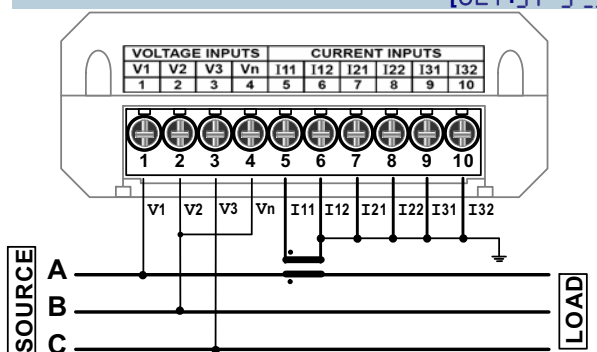 VOLTAGE INPUTS CURRENT INPUTS
V1 V2 V3 Vn I11 I12 I21 I22 I31 I32
1 2 3 4 5 6 7 8 9 10
1 2 3 4 5 6 7 8 9 10
V1 V2 V3 Vn I11 I12 I21 I22 I31 I32
SOURCE
A
B
C
LOAD